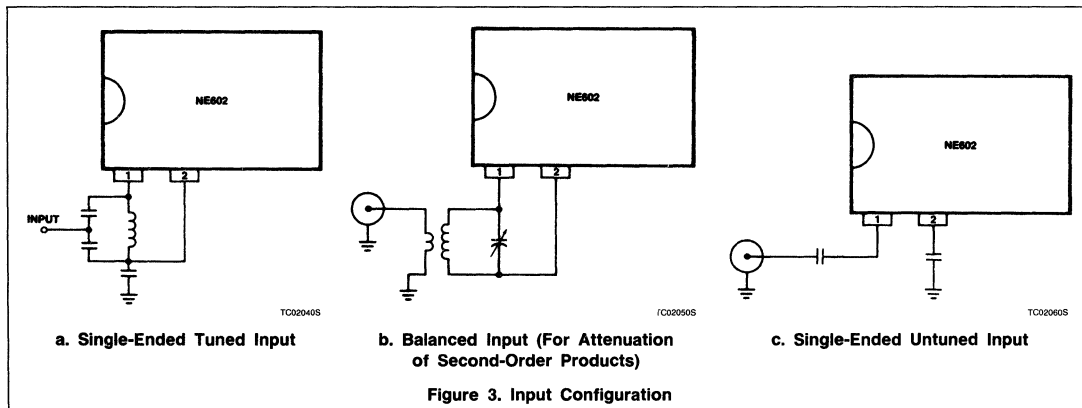 NE602
1
2
INPUT
TC02040S
a. Single-Ended Tuned Input
NE602
1
2
TC02050S
b. Balanced Input (For Attenuation
of Second-Order Products)
NE602
1
2
TC02060S
c. Single-Ended Untuned Input
Figure 3. Input Configuration